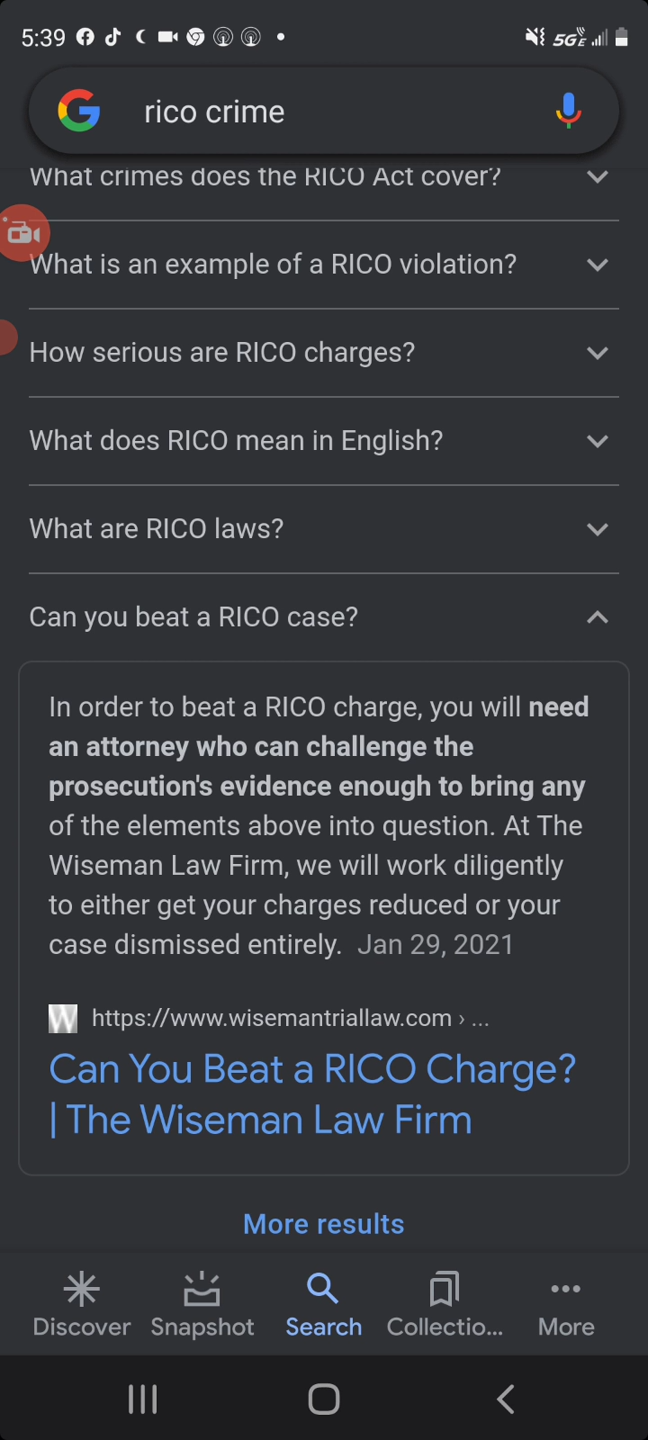 5:39
5GE
rico crime
What crimes does the RICO Act cover?
What is an example of a RICO violation?
How serious are RICO charges?
What does RICO mean in English?
What are RICO laws?
Can you beat a RICO case?
In order to beat a RICO charge, you will need
an attorney who can challenge the
prosecution's evidence enough to bring any
of the elements above into question. At The
Wiseman Law Firm, we will work diligently
to either get your charges reduced or your
case dismissed entirely. Jan 29, 2021
W https://www.wisemantriallaw.com › ...
Can You Beat a RICO Charge?
| The Wiseman Law Firm
More results
Discover Snapshot Search Collectio... More